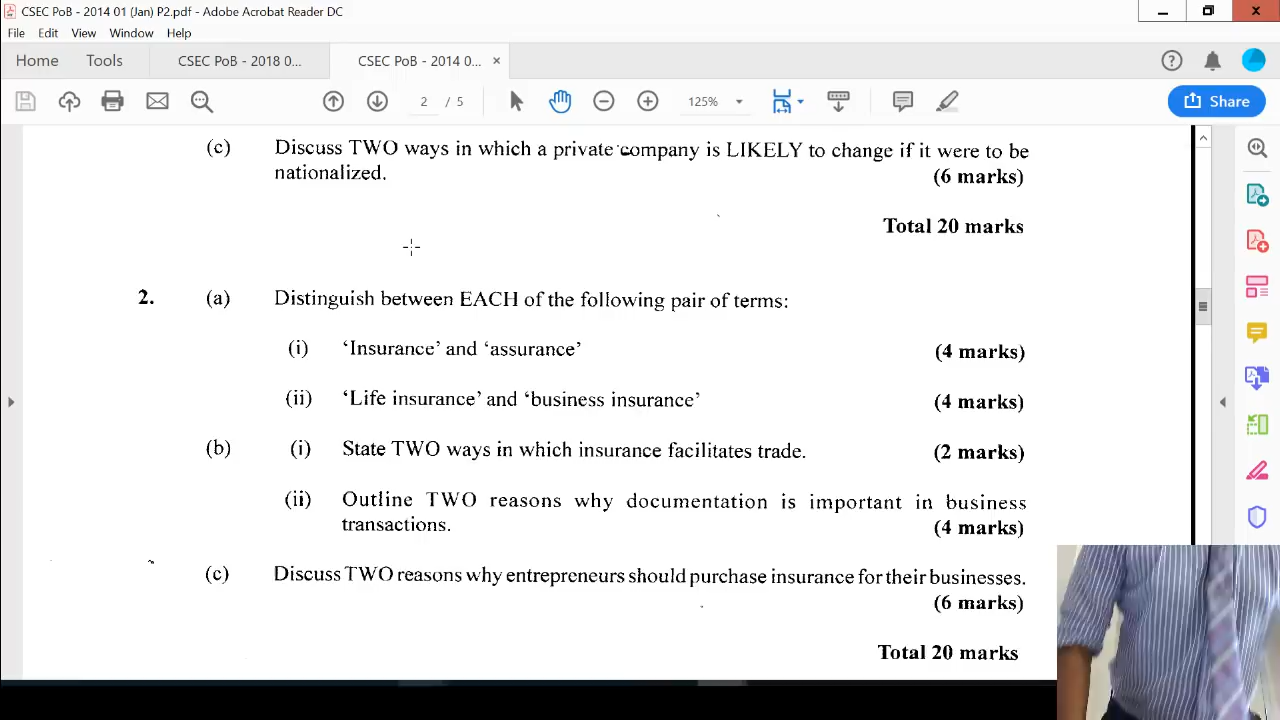 CSEC PoB - 2014 01 (Jan) P2.pdf - Adobe Acrobat Reader DC
File Edit View Window Help
Home Tools CSEC PoB - 2018 0... CSEC PoB - 2014 0... ×
2 / 5 125% Share
(c) Discuss TWO ways in which a private company is LIKELY to change if it were to be
nationalized. (6 marks)
Total 20 marks
2. (a) Distinguish between EACH of the following pair of terms:
(i) ‘Insurance’ and ‘assurance’ (4 marks)
(ii) ‘Life insurance’ and ‘business insurance’ (4 marks)
(b) (i) State TWO ways in which insurance facilitates trade. (2 marks)
(ii) Outline TWO reasons why documentation is important in business
transactions. (4 marks)
(c) Discuss TWO reasons why entrepreneurs should purchase insurance for their businesses.
(6 marks)
Total 20 marks